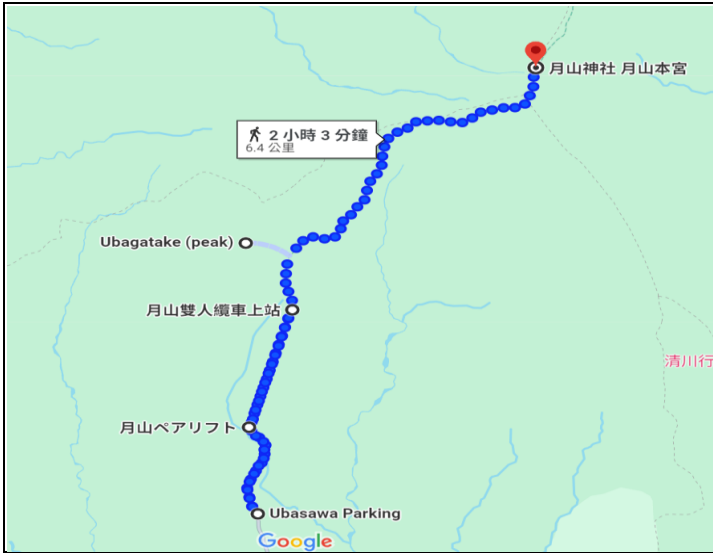 月山神社 月山本宮
2 小時 3 分鐘
6.4 公里
Ubagatake (peak)
月山雙人纜車上站
清川行
月山ペアリフト
Ubasawa Parking
Google